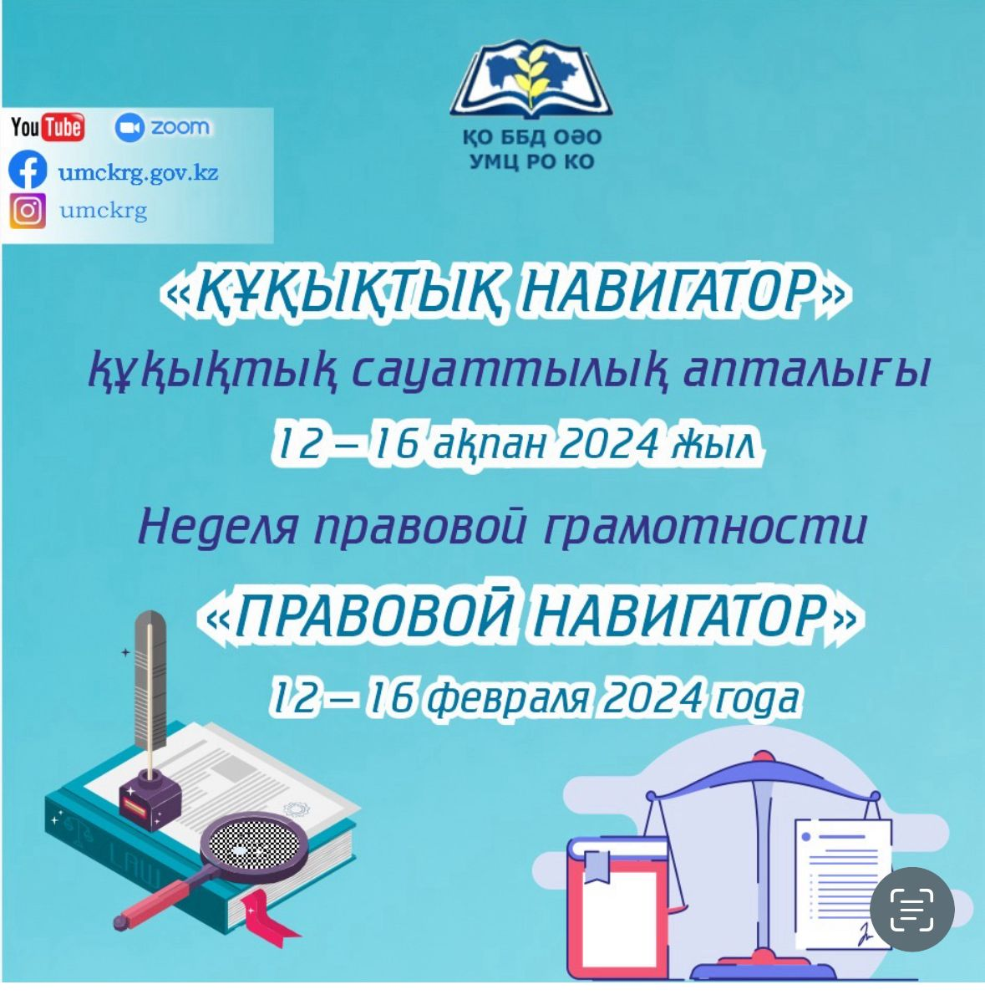 YouTube zoom
umckrg.gov.kz
umckrg
ҚО ББД ОӘО
УМЦ РО КО
«ҚҰҚЫҚТЫҚ НАВИГАТОР»
құқықтық сауаттылық апталығы
12 – 16 ақпан 2024 жыл
Неделя правовой грамотности
«ПРАВОВОЙ НАВИГАТОР»
12 – 16 февраля 2024 года
LAW